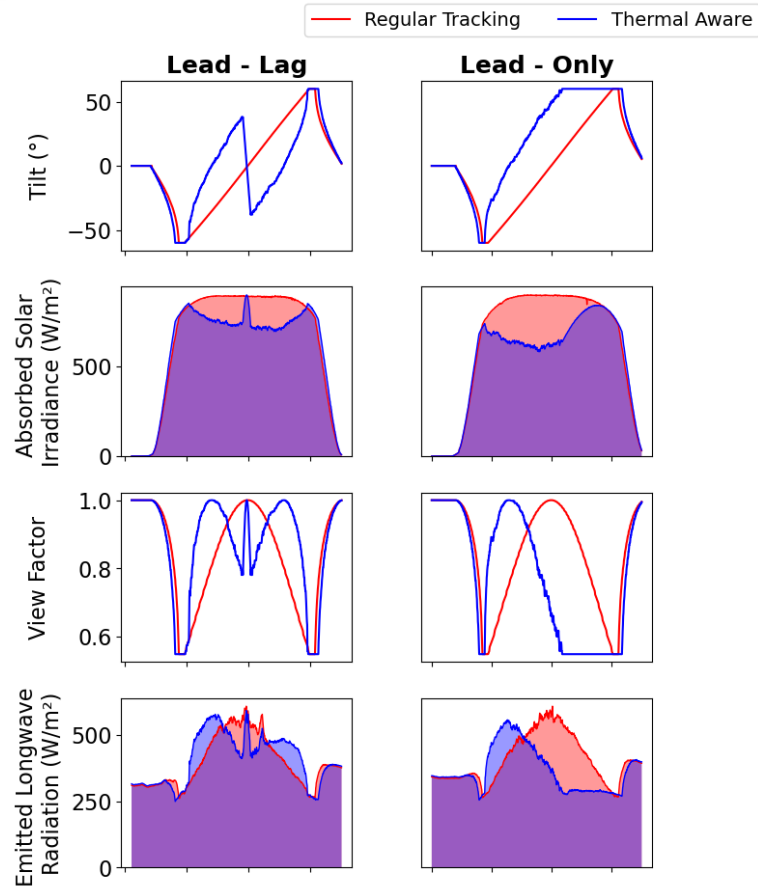 Regular Tracking
Thermal Aware
Lead - Lag
Lead - Only
Tilt (°)
50
0
−50
Absorbed Solar
Irradiance (W/m²)
500
0
View Factor
1.0
0.8
0.6
Emitted Longwave
Radiation (W/m²)
500
250
0